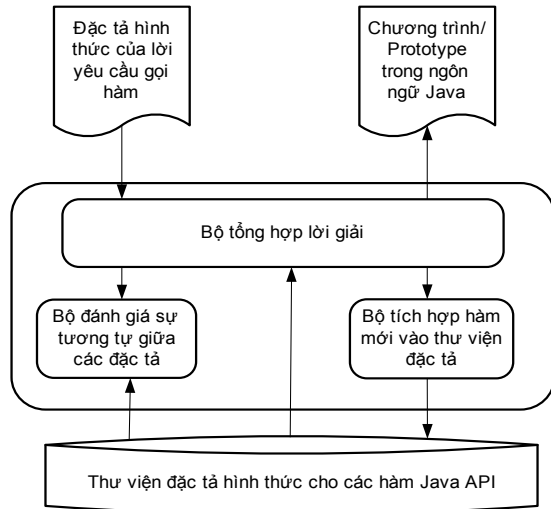 Đặc tả hình
thức của lời
yêu cầu gọi
hàm
Chương trình/
Prototype
trong ngôn
ngữ Java
Bộ tổng hợp lời giải
Bộ đánh giá sự
tương tự giữa
các đặc tả
Bộ tích hợp hàm
mới vào thư viện
đặc tả
Thư viện đặc tả hình thức cho các hàm Java API